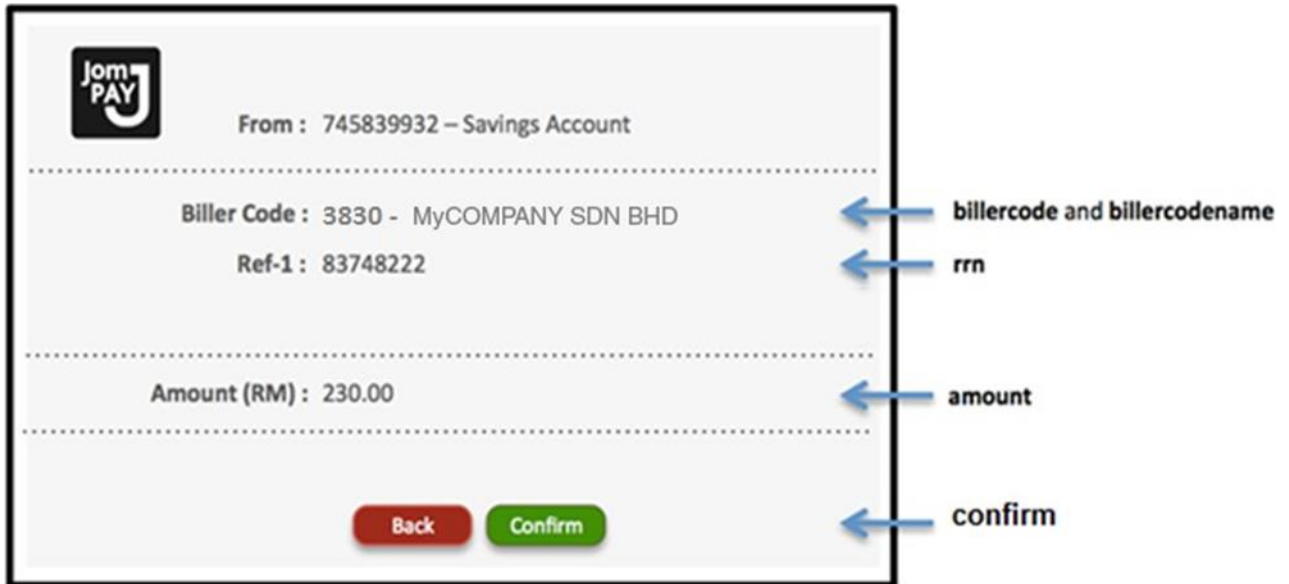 Jom
PAY
From : 745839932 – Savings Account
Biller Code : 3830 - MyCOMPANY SDN BHD
billercode and billercodename
Ref-1 : 83748222
rrn
Amount (RM) : 230.00
amount
Back Confirm
confirm